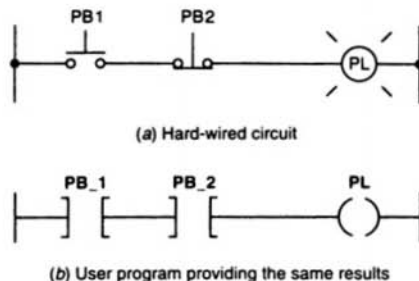 PB1 PB2
PL
(a) Hard-wired circuit
PB_1 PB_2 PL
(b) User program providing the same results